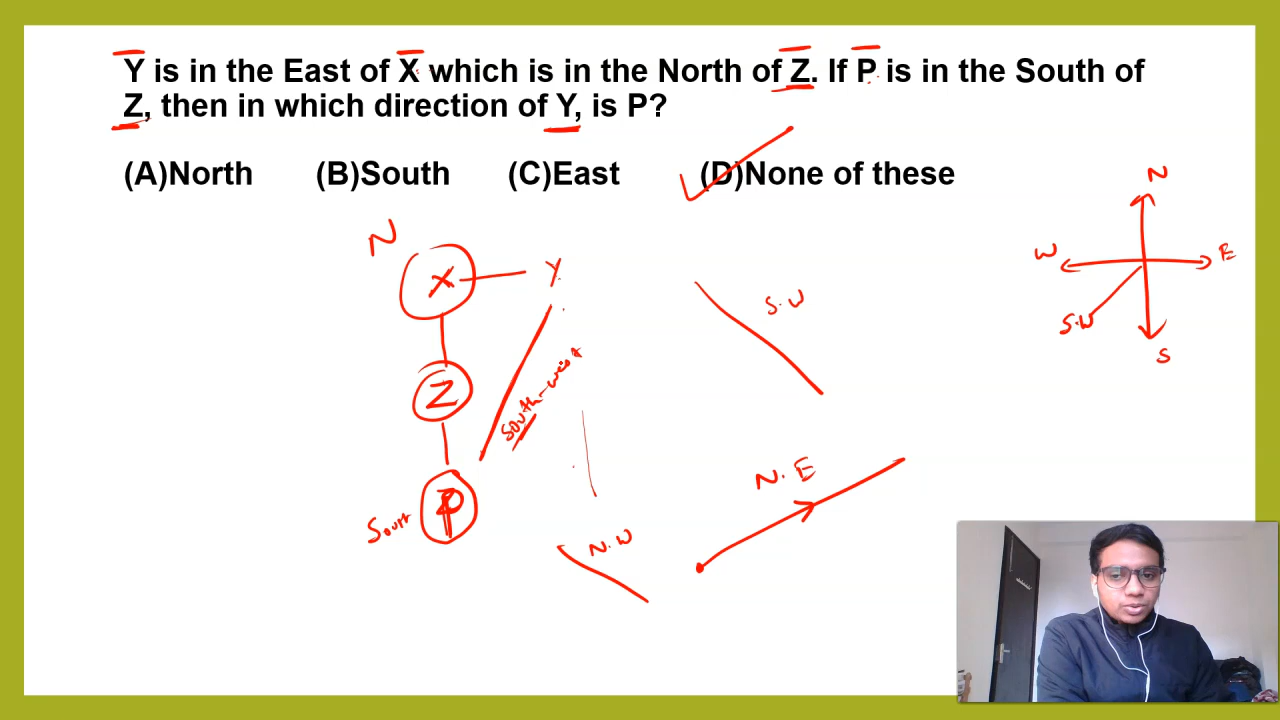 Y is in the East of X which is in the North of Z. If P is in the South of
Z, then in which direction of Y, is P?
(A)North (B)South (C)East (D)None of these
N
N
X Y
W E
S.W
S.W
S
Z
South-west
N.E
P
South
N.W